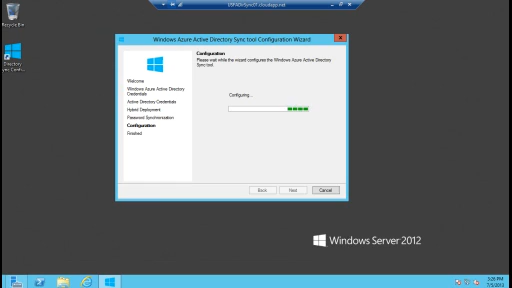 USFADirSync01.cloudapp.net
Recycle Bin
Directory
Sync Confi...
Windows Azure Active Directory Sync tool Configuration Wizard
Welcome
Windows Azure Active Directory
Credentials
Active Directory Credentials
Hybrid Deployment
Password Synchronization
Configuration
Finished
Configuration
Please wait while the wizard configures the Windows Azure Active Directory
Sync tool.
Configuring...
Back
Next
Cancel
Windows Server 2012
3:28 PM
7/5/2013